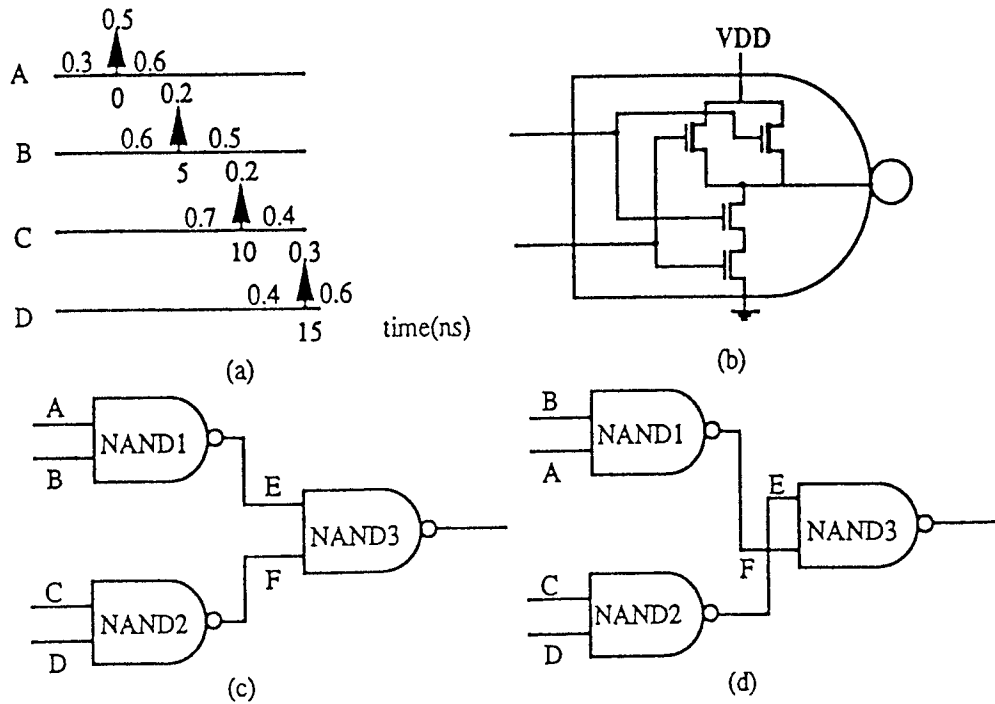 0.5
0.3 0.6
A
0 0.2
0.6 0.5
B
5 0.2
0.7 0.4
C
10 0.3
0.4 0.6
D
15 time(ns)
(a)
VDD
(b)
A
NAND1
B
E
NAND3
F
C
NAND2
D
(c)
B
NAND1
A
E
NAND3
F
C
NAND2
D
(d)